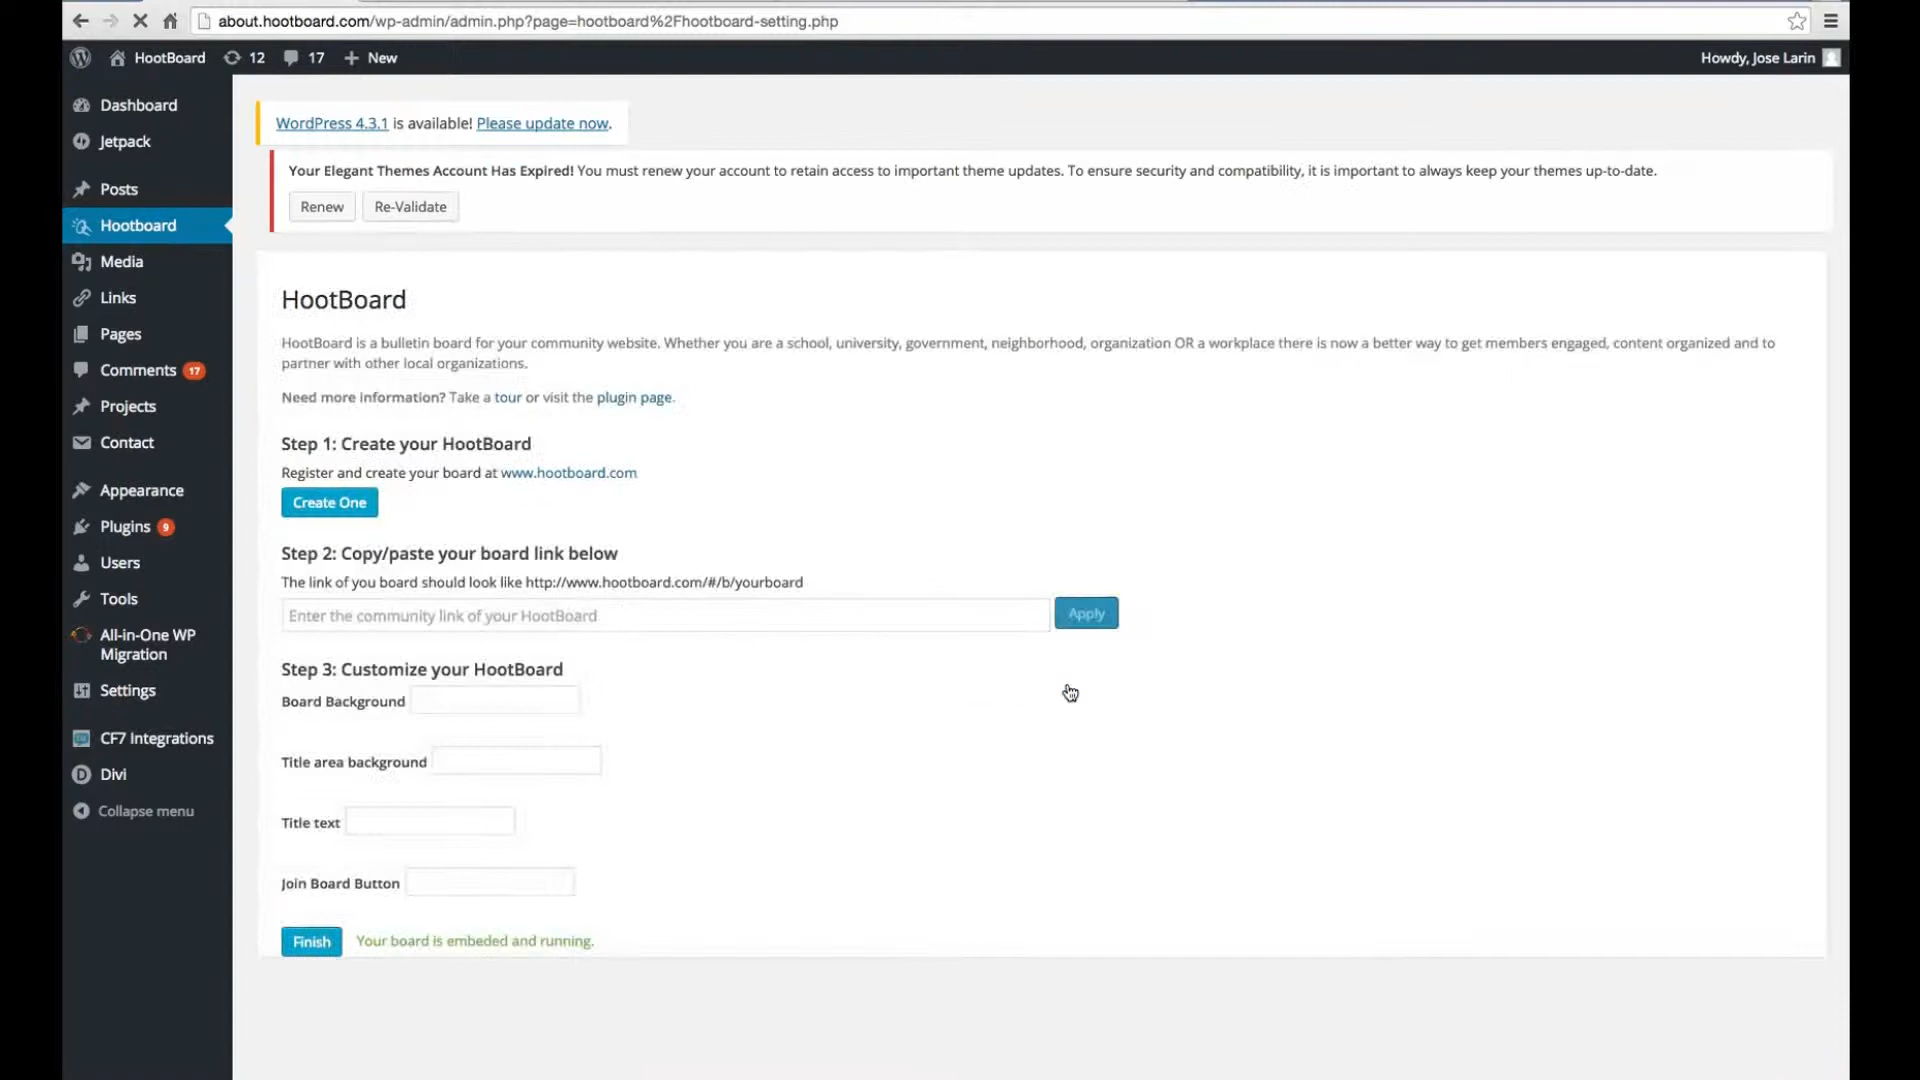 about.hootboard.com/wp-admin/admin.php?page=hootboard%2Fhootboard-setting.php
HootBoard 12 17 + New
Howdy, Jose Larin
Dashboard
Jetpack
Posts
Hootboard
Media
Links
Pages
Comments 17
Projects
Contact
Appearance
Plugins 9
Users
Tools
All-in-One WP
Migration
Settings
CF7 Integrations
Divi
Collapse menu
WordPress 4.3.1 is available! Please update now.
Your Elegant Themes Account Has Expired! You must renew your account to retain access to important theme updates. To ensure security and compatibility, it is important to always keep your themes up-to-date.
Renew Re-Validate
HootBoard
HootBoard is a bulletin board for your community website. Whether you are a school, university, government, neighborhood, organization OR a workplace there is now a better way to get members engaged, content organized and to
partner with other local organizations.
Need more information? Take a tour or visit the plugin page.
Step 1: Create your HootBoard
Register and create your board at www.hootboard.com
Create One
Step 2: Copy/paste your board link below
The link of you board should look like http://www.hootboard.com/#/b/yourboard
Enter the community link of your HootBoard Apply
Step 3: Customize your HootBoard
Board Background
Title area background
Title text
Join Board Button
Finish Your board is embeded and running.